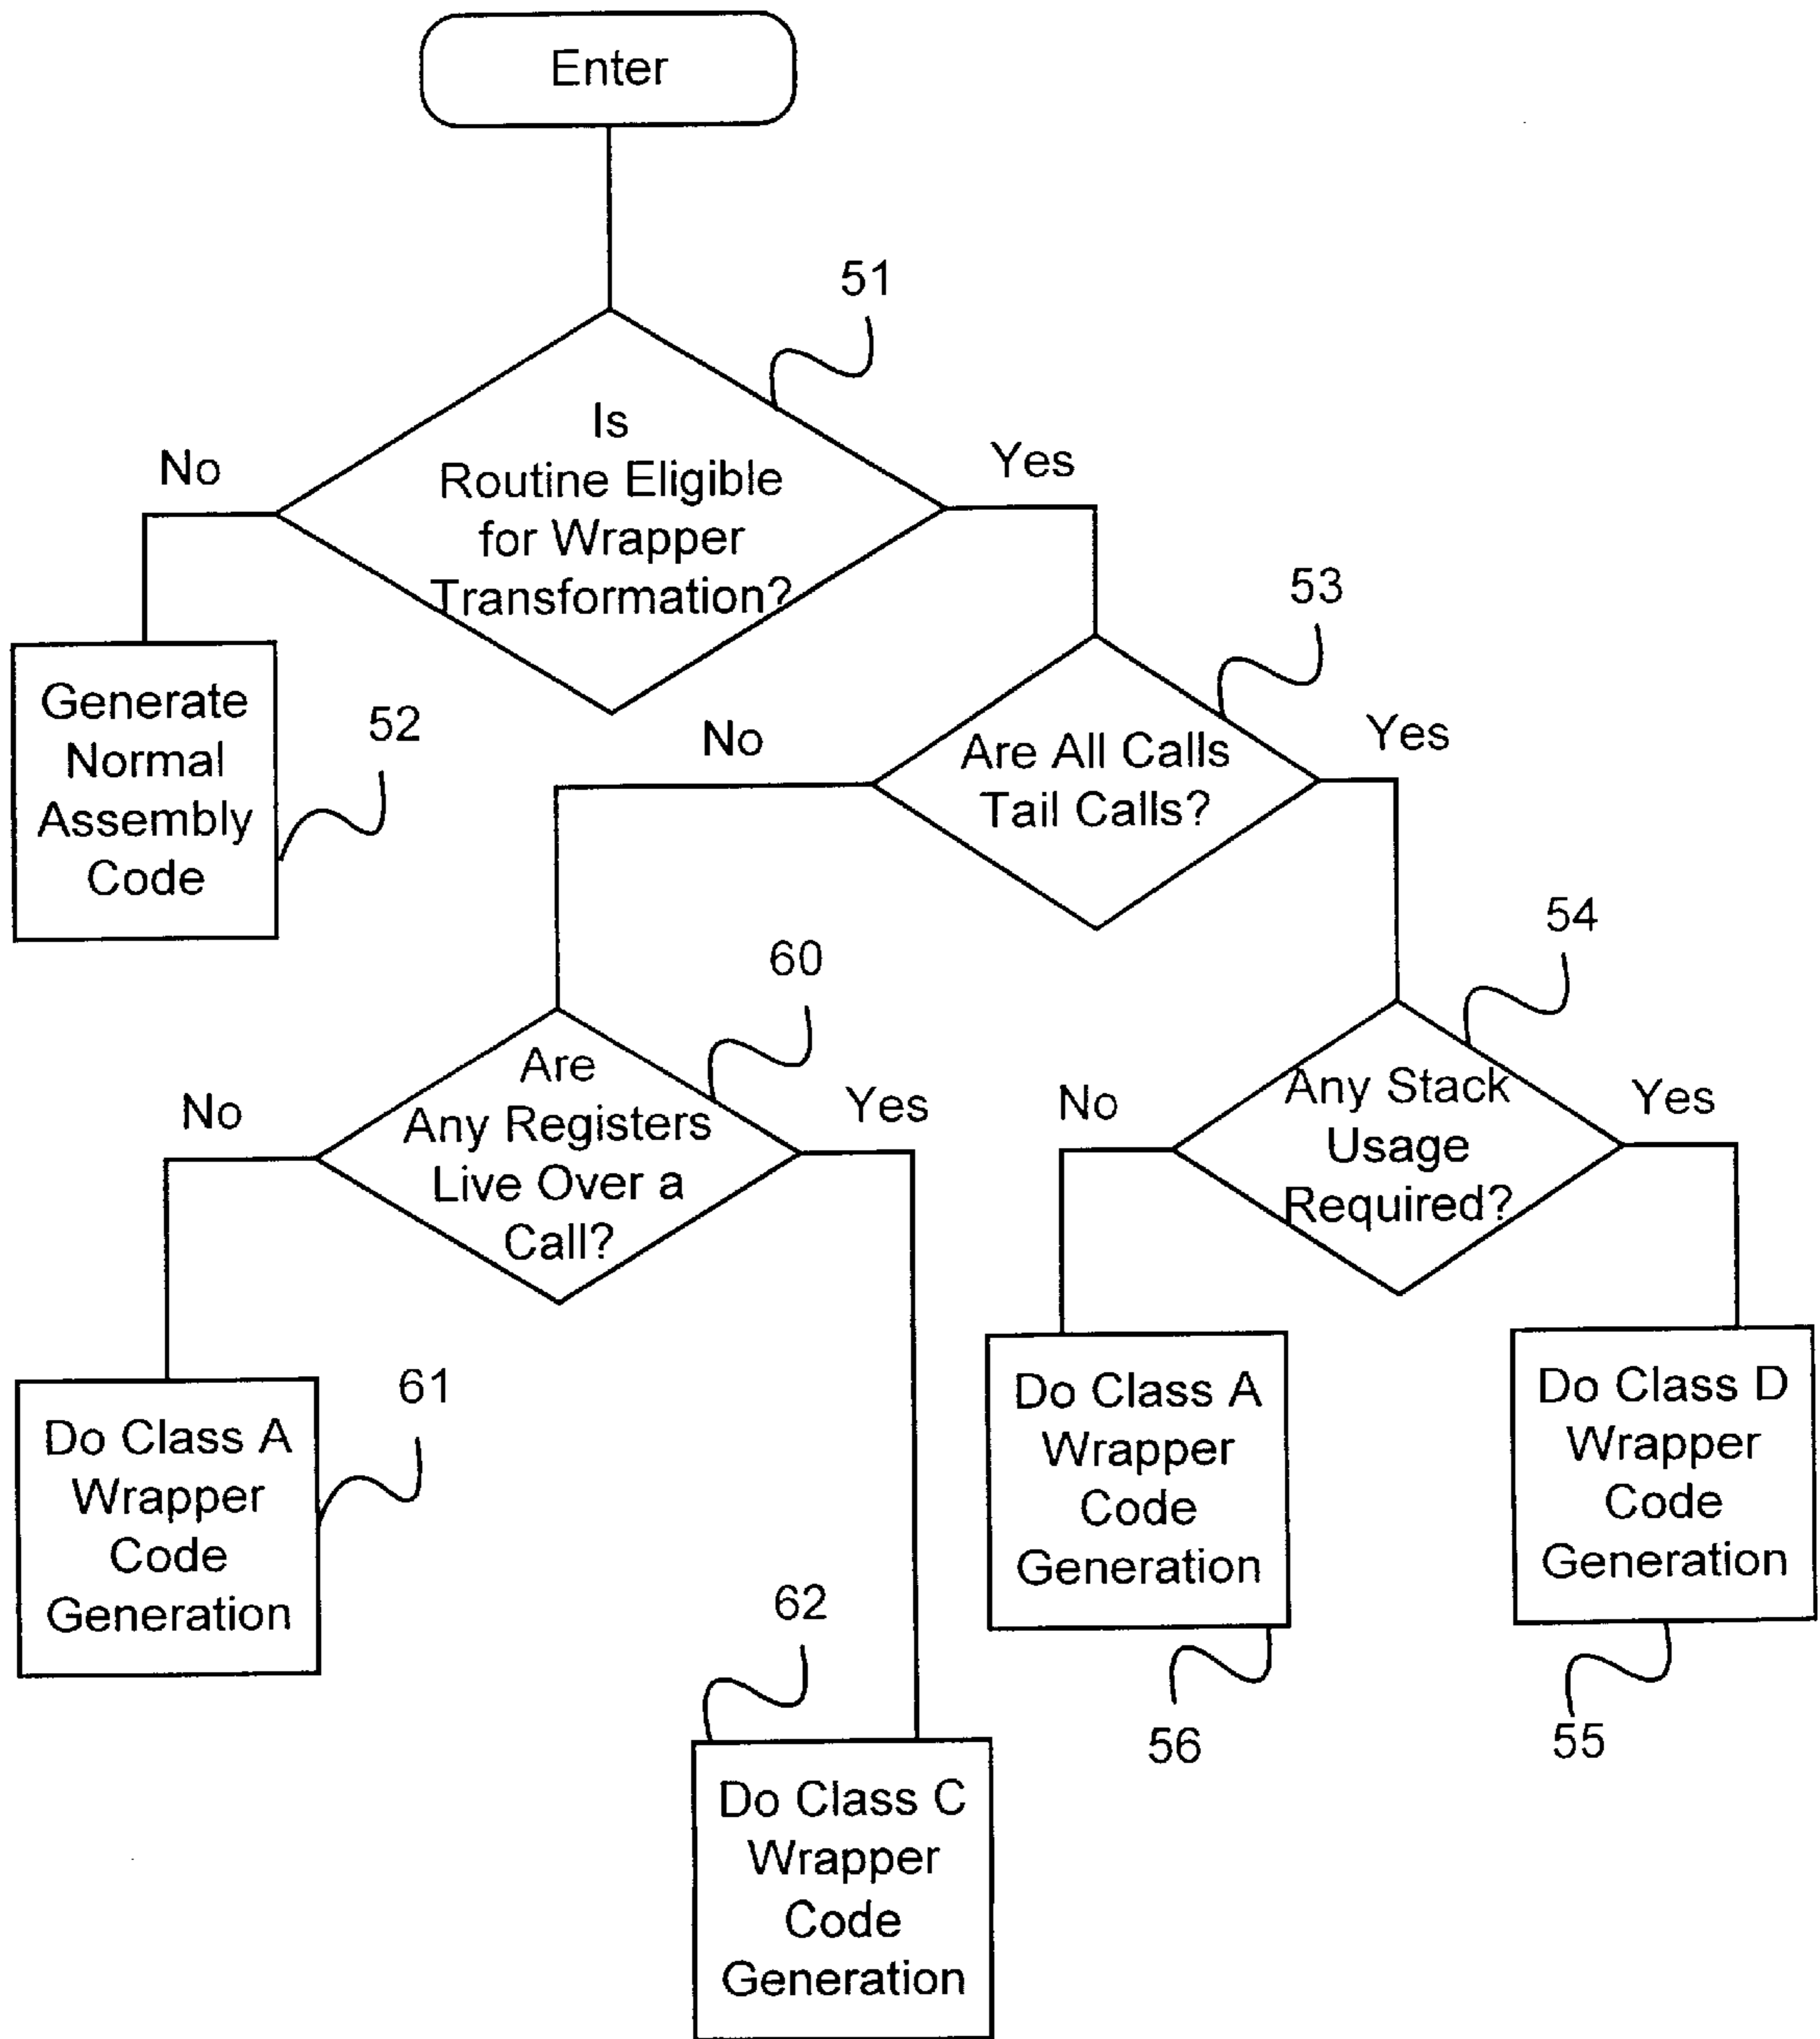 Enter
51
Is
Routine Eligible
for Wrapper
Transformation?
No
Yes
Generate
Normal
Assembly
Code
52
53
Are All Calls
Tail Calls?
No
Yes
60
Are
Any Registers
Live Over a
Call?
No
Yes
54
Any Stack
Usage
Required?
No
Yes
Do Class A
Wrapper
Code
Generation
61
62
Do Class C
Wrapper
Code
Generation
Do Class A
Wrapper
Code
Generation
56
Do Class D
Wrapper
Code
Generation
55